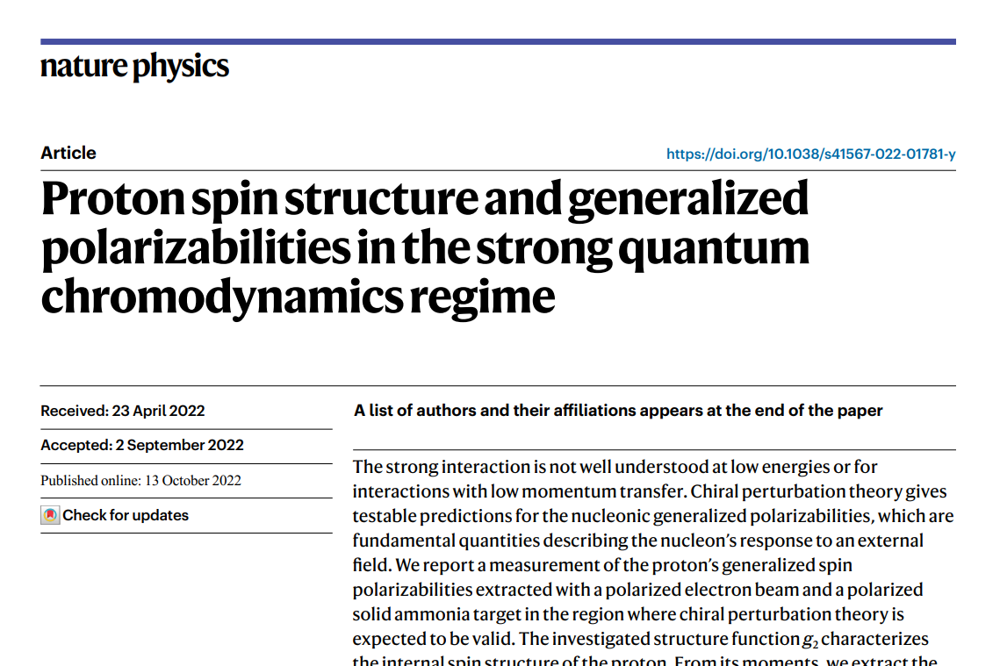 nature physics
Article
https://doi.org/10.1038/s41567-022-01781-y
Proton spin structure and generalized
polarizabilities in the strong quantum
chromodynamics regime
Received: 23 April 2022
Accepted: 2 September 2022
Published online: 13 October 2022
Check for updates
A list of authors and their affiliations appears at the end of the paper
The strong interaction is not well understood at low energies or for
interactions with low momentum transfer. Chiral perturbation theory gives
testable predictions for the nucleonic generalized polarizabilities, which are
fundamental quantities describing the nucleon’s response to an external
field. We report a measurement of the proton’s generalized spin
polarizabilities extracted with a polarized electron beam and a polarized
solid ammonia target in the region where chiral perturbation theory is
expected to be valid. The investigated structure function g₂ characterizes
the internal spin structure of the proton. From its moments, we extract the